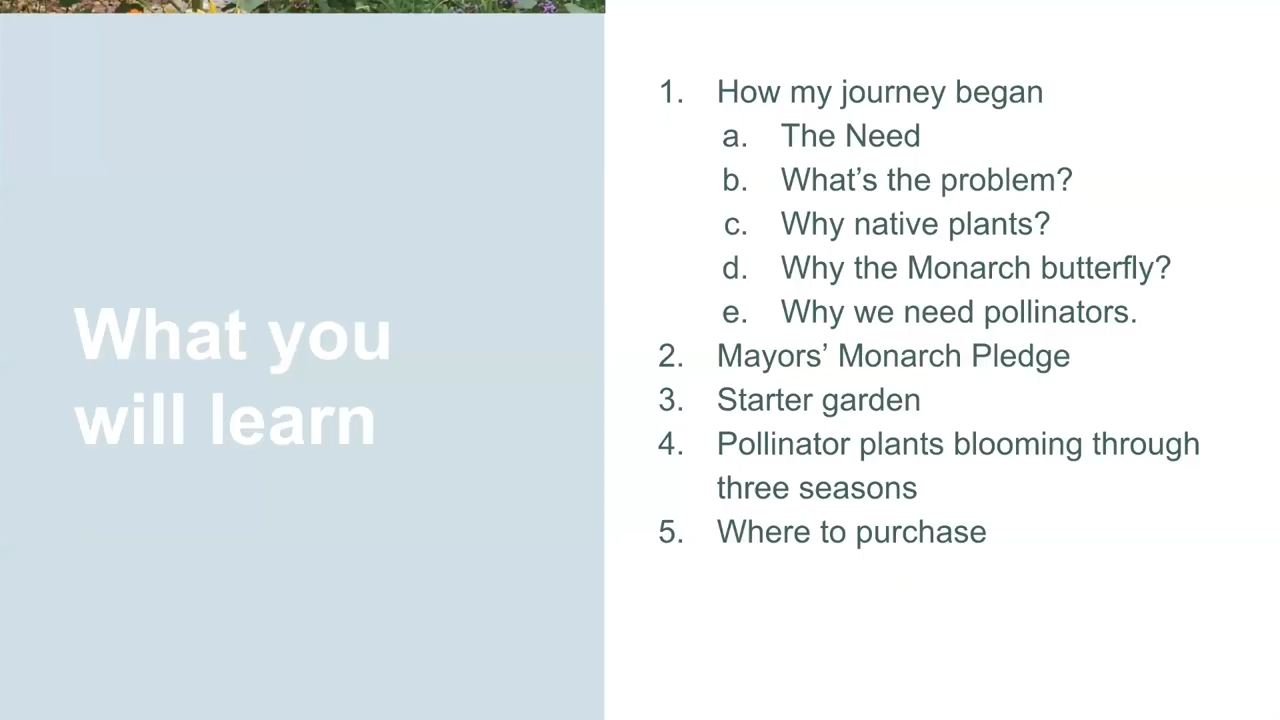 What you
will learn
1. How my journey began
a. The Need
b. What’s the problem?
c. Why native plants?
d. Why the Monarch butterfly?
e. Why we need pollinators.
2. Mayors’ Monarch Pledge
3. Starter garden
4. Pollinator plants blooming through
three seasons
5. Where to purchase